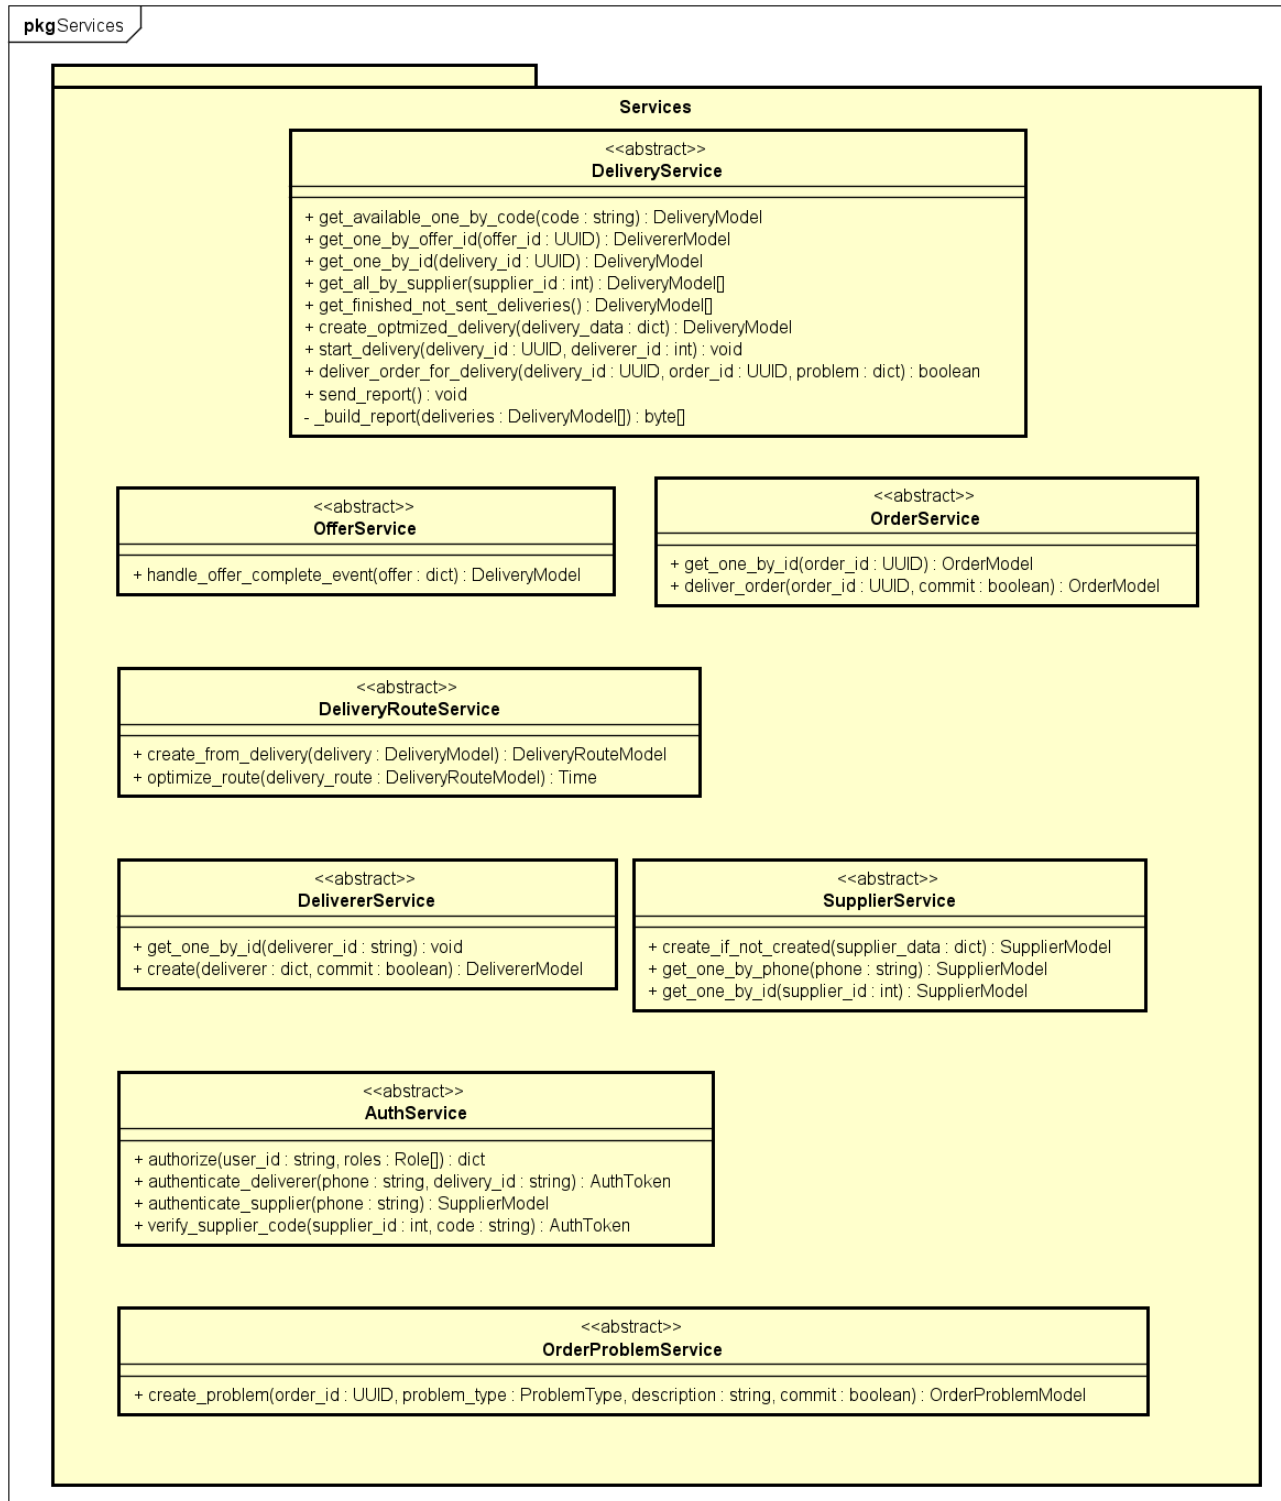 pkg Services
Services
<<abstract>>
DeliveryService
+ get_available_one_by_code(code : string) : DeliveryModel
+ get_one_by_offer_id(offer_id : UUID) : DelivererModel
+ get_one_by_id(delivery_id : UUID) : DeliveryModel
+ get_all_by_supplier(supplier_id : int) : DeliveryModel[]
+ get_finished_not_sent_deliveries() : DeliveryModel[]
+ create_optmized_delivery(delivery_data : dict) : DeliveryModel
+ start_delivery(delivery_id : UUID, deliverer_id : int) : void
+ deliver_order_for_delivery(delivery_id : UUID, order_id : UUID, problem : dict) : boolean
+ send_report() : void
- _build_report(deliveries : DeliveryModel[]) : byte[]
<<abstract>>
OfferService
+ handle_offer_complete_event(offer : dict) : DeliveryModel
<<abstract>>
OrderService
+ get_one_by_id(order_id : UUID) : OrderModel
+ deliver_order(order_id : UUID, commit : boolean) : OrderModel
<<abstract>>
DeliveryRouteService
+ create_from_delivery(delivery : DeliveryModel) : DeliveryRouteModel
+ optimize_route(delivery_route : DeliveryRouteModel) : Time
<<abstract>>
DelivererService
+ get_one_by_id(deliverer_id : string) : void
+ create(deliverer : dict, commit : boolean) : DelivererModel
<<abstract>>
SupplierService
+ create_if_not_created(supplier_data : dict) : SupplierModel
+ get_one_by_phone(phone : string) : SupplierModel
+ get_one_by_id(supplier_id : int) : SupplierModel
<<abstract>>
AuthService
+ authorize(user_id : string, roles : Role[]) : dict
+ authenticate_deliverer(phone : string, delivery_id : string) : AuthToken
+ authenticate_supplier(phone : string) : SupplierModel
+ verify_supplier_code(supplier_id : int, code : string) : AuthToken
<<abstract>>
OrderProblemService
+ create_problem(order_id : UUID, problem_type : ProblemType, description : string, commit : boolean) : OrderProblemModel